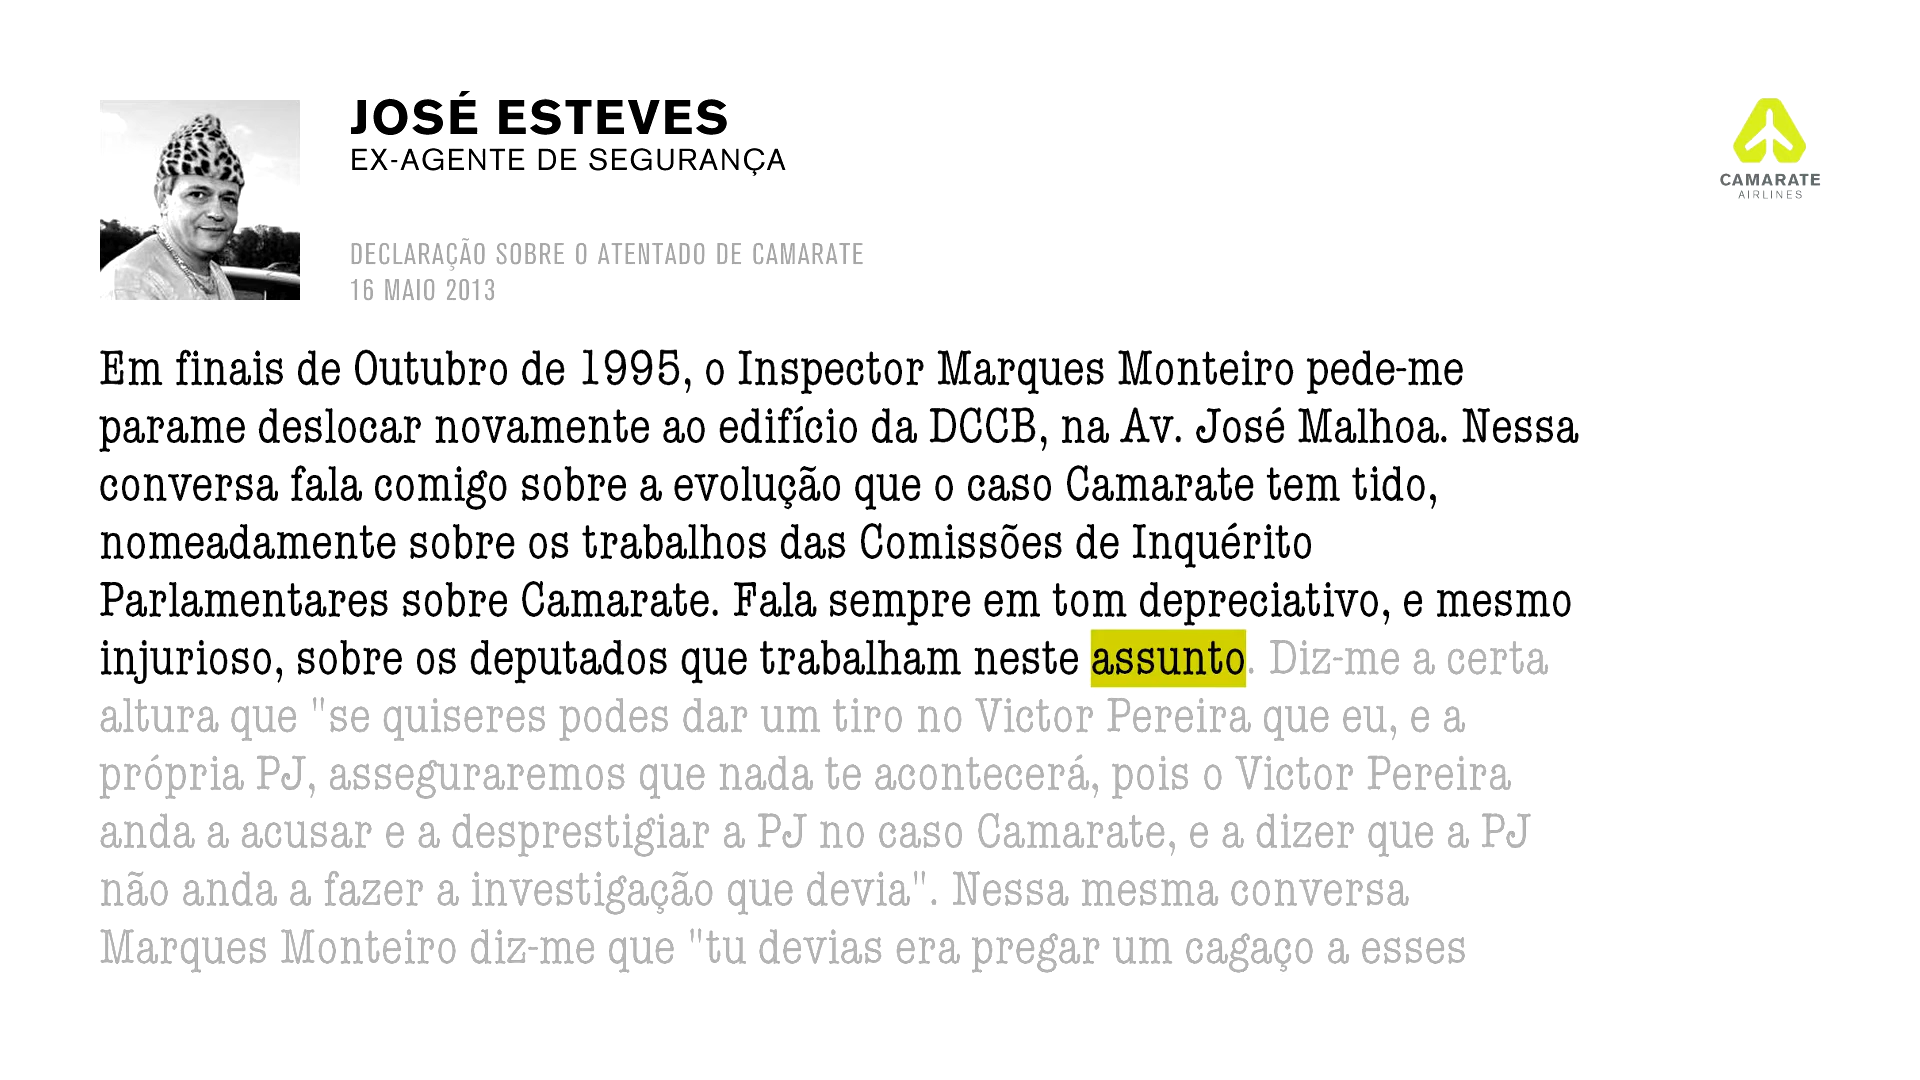 JOSÉ ESTEVES
EX-AGENTE DE SEGURANÇA
CAMARATE
AIRLINES
DECLARAÇÃO SOBRE O ATENTADO DE CAMARATE
16 MAIO 2013
Em finais de Outubro de 1995, o Inspector Marques Monteiro pede-me
parame deslocar novamente ao edifício da DCCB, na Av. José Malhoa. Nessa
conversa fala comigo sobre a evolução que o caso Camarate tem tido,
nomeadamente sobre os trabalhos das Comissões de Inquérito
Parlamentares sobre Camarate. Fala sempre em tom depreciativo, e mesmo
injurioso, sobre os deputados que trabalham neste assunto. Diz-me a certa
altura que "se quiseres podes dar um tiro no Victor Pereira que eu, e a
própria PJ, asseguraremos que nada te acontecerá, pois o Victor Pereira
anda a acusar e a desprestigiar a PJ no caso Camarate, e a dizer que a PJ
não anda a fazer a investigação que devia". Nessa mesma conversa
Marques Monteiro diz-me que "tu devias era pregar um cagaço a esses